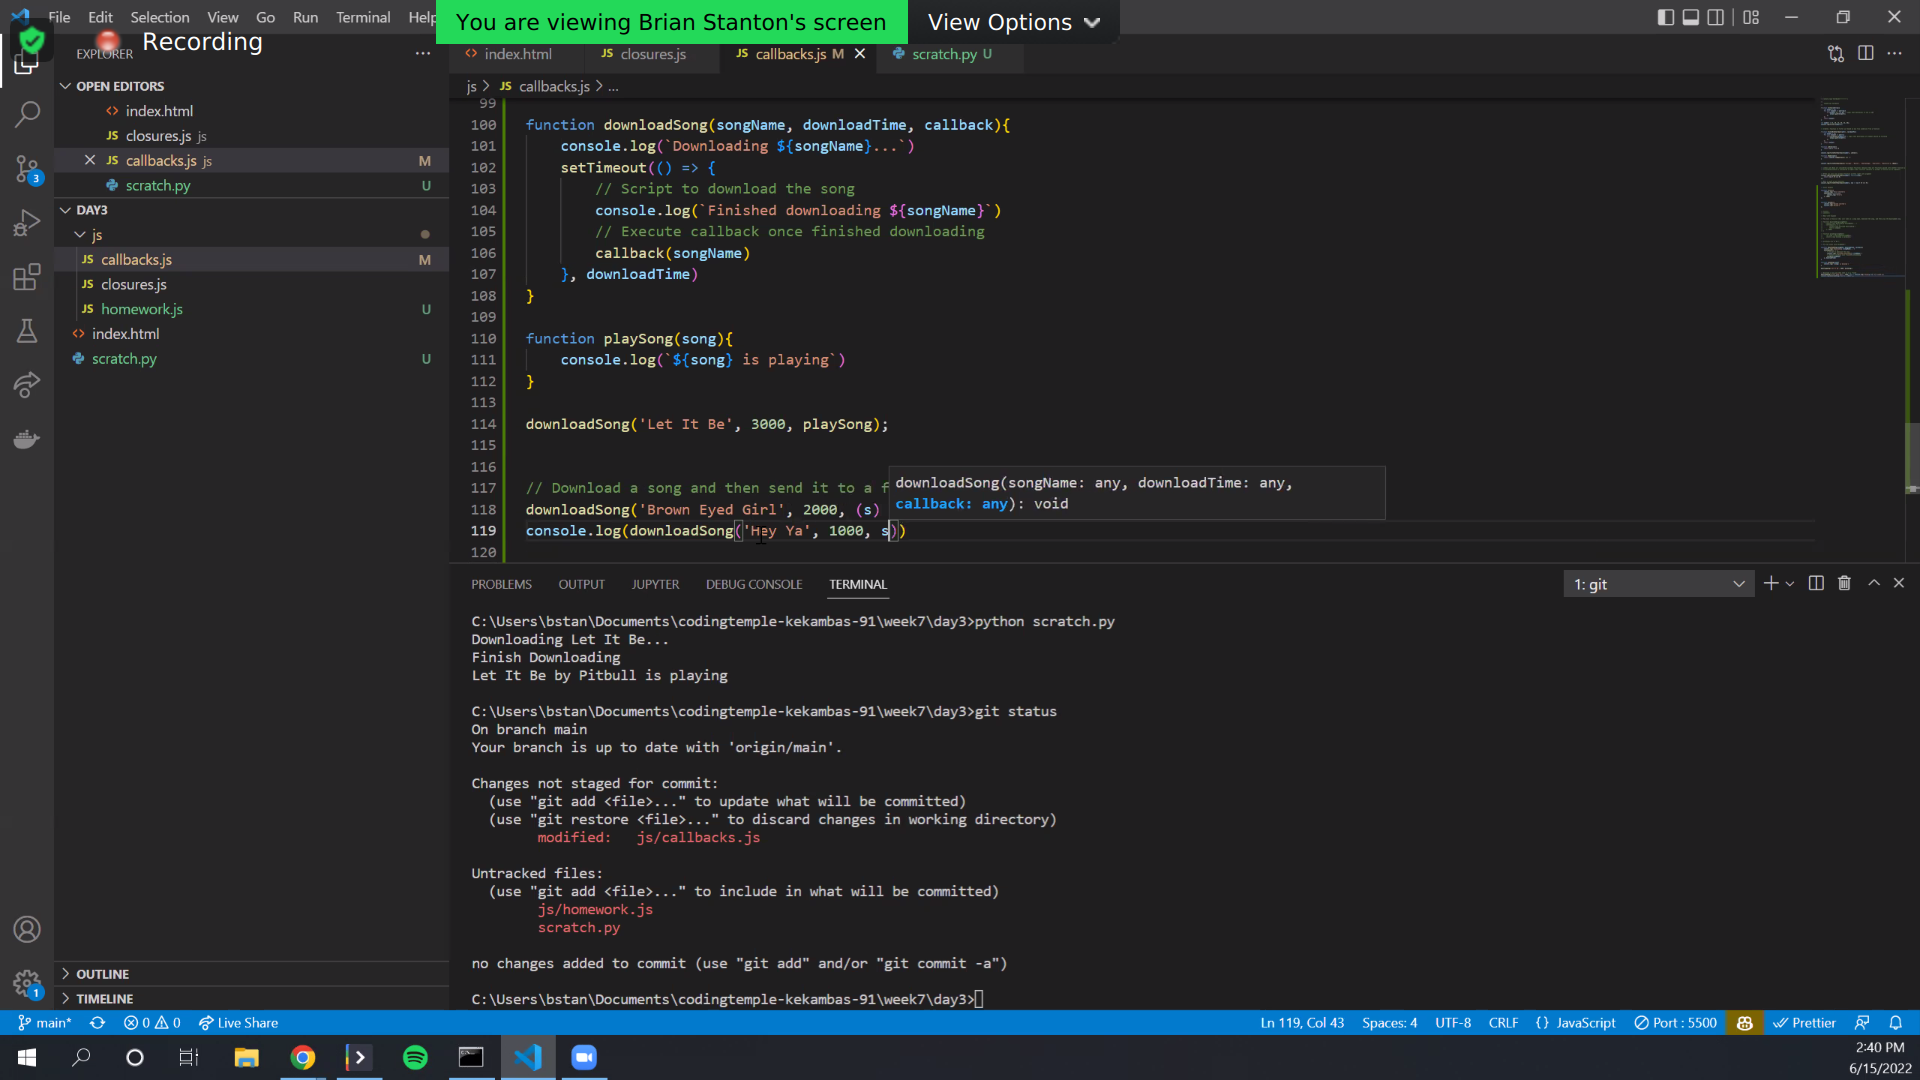 File Edit Selection View Go Run Terminal Help
You are viewing Brian Stanton's screen View Options
Recording
EXPLORER
index.html
JS closures.js
JS callbacks.js M
scratch.py U
OPEN EDITORS
index.html
JS closures.js js
JS callbacks.js js M
scratch.py U
DAY3
js
JS callbacks.js M
JS closures.js
JS homework.js U
index.html
scratch.py U
OUTLINE
TIMELINE
js > JS callbacks.js > ...
99
100 function downloadSong(songName, downloadTime, callback){
101 console.log(`Downloading ${songName}...`)
102 setTimeout(() => {
103 // Script to download the song
104 console.log(`Finished downloading ${songName}`)
105 // Execute callback once finished downloading
106 callback(songName)
107 }, downloadTime)
108 }
109
110 function playSong(song){
111 console.log(`${song} is playing`)
112 }
113
114 downloadSong('Let It Be', 3000, playSong);
115
116
117 // Download a song and then send it to a f
118 downloadSong('Brown Eyed Girl', 2000, (s)
119 console.log(downloadSong('Hey Ya', 1000, s))
120
downloadSong(songName: any, downloadTime: any,
callback: any): void
PROBLEMS OUTPUT JUPYTER DEBUG CONSOLE TERMINAL
1: git
C:\Users\bstan\Documents\codingtemple-kekambas-91\week7\day3>python scratch.py
Downloading Let It Be...
Finish Downloading
Let It Be by Pitbull is playing
C:\Users\bstan\Documents\codingtemple-kekambas-91\week7\day3>git status
On branch main
Your branch is up to date with 'origin/main'.
Changes not staged for commit:
(use "git add <file>..." to update what will be committed)
(use "git restore <file>..." to discard changes in working directory)
modified: js/callbacks.js
Untracked files:
(use "git add <file>..." to include in what will be committed)
js/homework.js
scratch.py
no changes added to commit (use "git add" and/or "git commit -a")
C:\Users\bstan\Documents\codingtemple-kekambas-91\week7\day3>
3
1
main* 0 0 Live Share
Ln 119, Col 43 Spaces: 4 UTF-8 CRLF {} JavaScript Port : 5500 Prettier
2:40 PM
6/15/2022